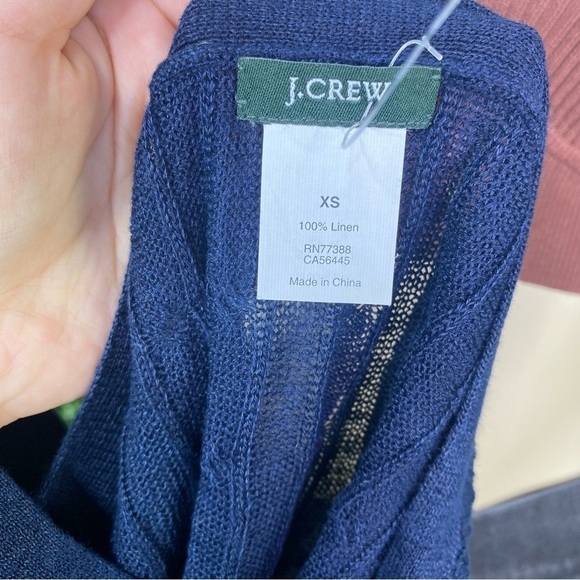 J.CREW
XS
100% Linen
RN77388
CA56445
Made in China